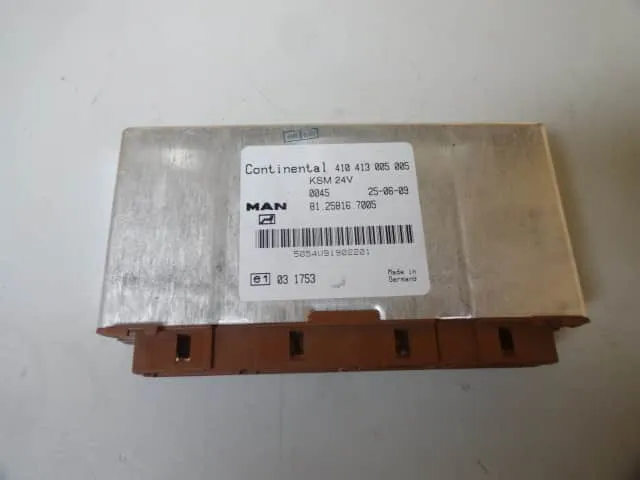 Continental 410 413 005 005
KSM 24V
0045 25-06-09
MAN 81.25816.7005
5054V91902201
e1 03 1753
Made in
Germany